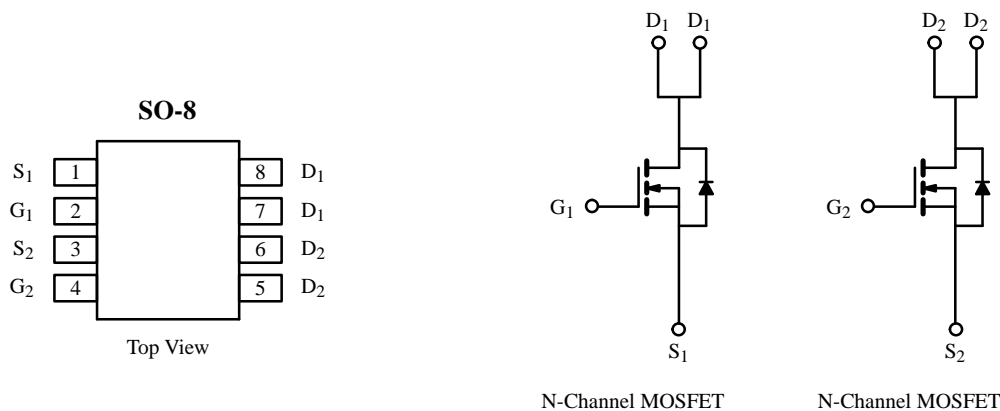 SO-8
S1 1 8 D1
G1 2 7 D1
S2 3 6 D2
G2 4 5 D2
Top View
D1 D1
G1
S1
N-Channel MOSFET
D2 D2
G2
S2
N-Channel MOSFET